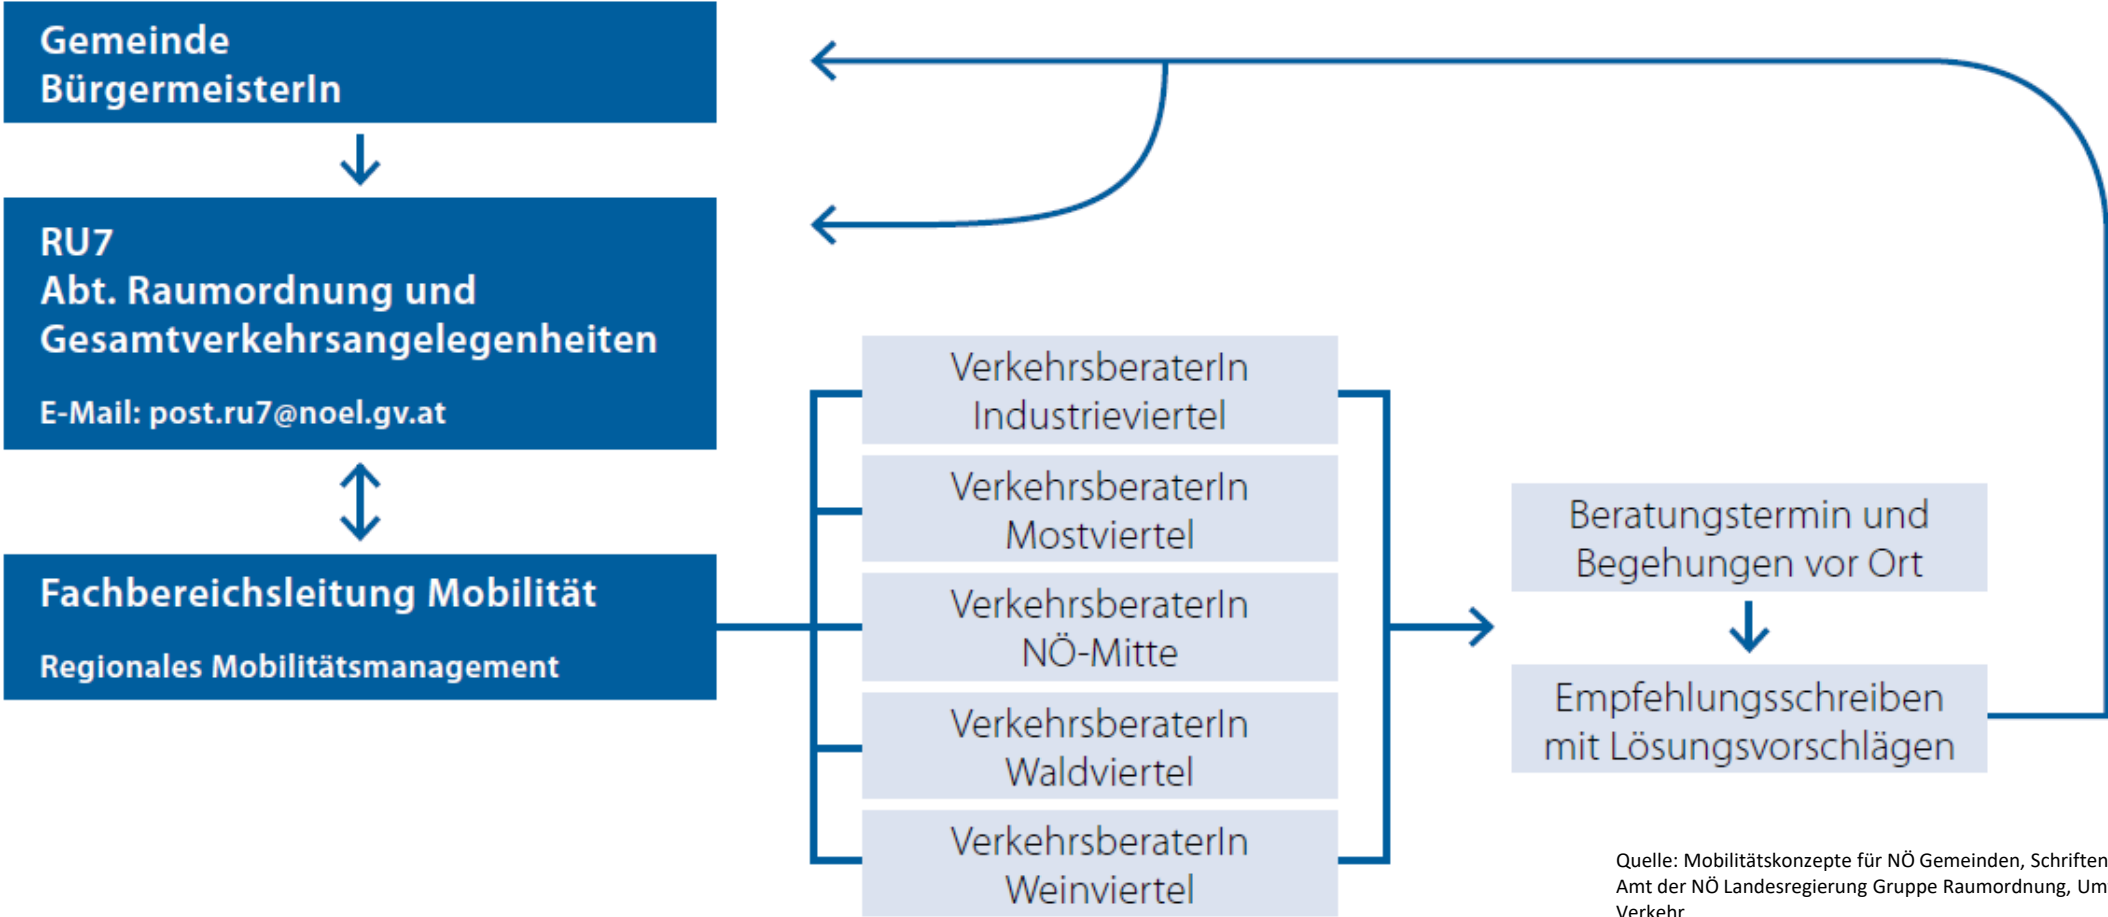 Gemeinde
BürgermeisterIn
RU7
Abt. Raumordnung und
Gesamtverkehrsangelegenheiten
E-Mail: post.ru7@noel.gv.at
Fachbereichsleitung Mobilität
Regionales Mobilitätsmanagement
VerkehrsberaterIn
Industrieviertel
VerkehrsberaterIn
Mostviertel
VerkehrsberaterIn
NÖ-Mitte
VerkehrsberaterIn
Waldviertel
VerkehrsberaterIn
Weinviertel
Beratungstermin und
Begehungen vor Ort
Empfehlungsschreiben
mit Lösungsvorschlägen
Quelle: Mobilitätskonzepte für NÖ Gemeinden, Schriften
Amt der NÖ Landesregierung Gruppe Raumordnung, Um
Verkehr